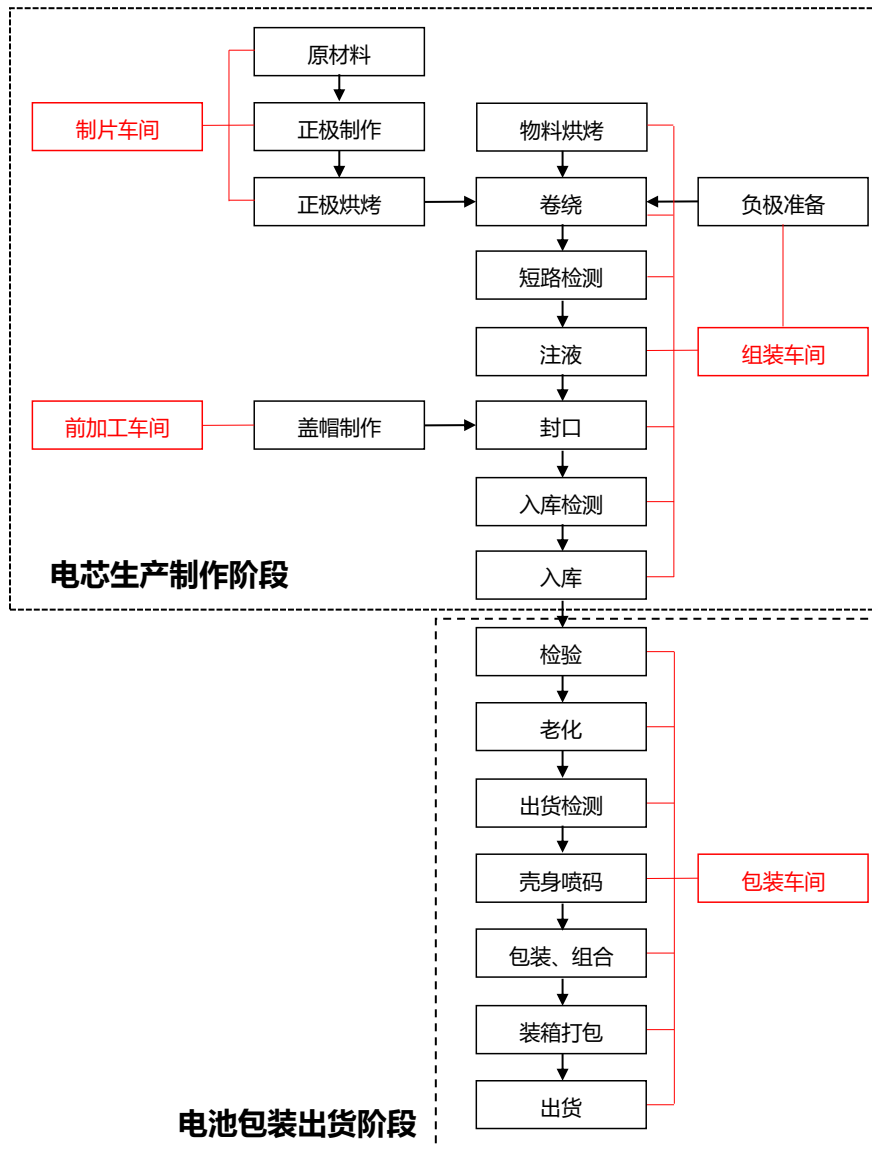 原材料
制片车间
正极制作
物料烘烤
正极烘烤
卷绕
负极准备
短路检测
注液
组装车间
前加工车间
盖帽制作
封口
入库检测
电芯生产制作阶段
入库
检验
老化
出货检测
壳身喷码
包装车间
包装、组合
装箱打包
出货
电池包装出货阶段